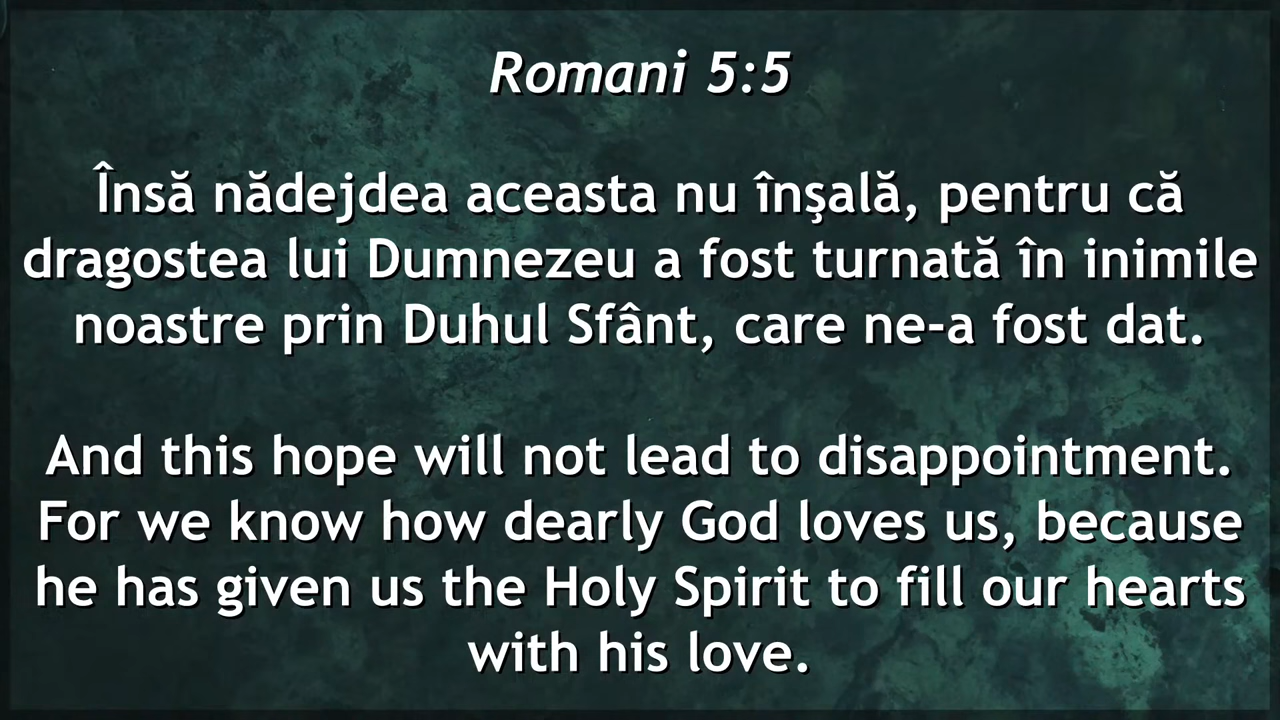 Romani 5:5
Însă nădejdea aceasta nu înşală, pentru că
dragostea lui Dumnezeu a fost turnată în inimile
noastre prin Duhul Sfânt, care ne-a fost dat.
And this hope will not lead to disappointment.
For we know how dearly God loves us, because
he has given us the Holy Spirit to fill our hearts
with his love.